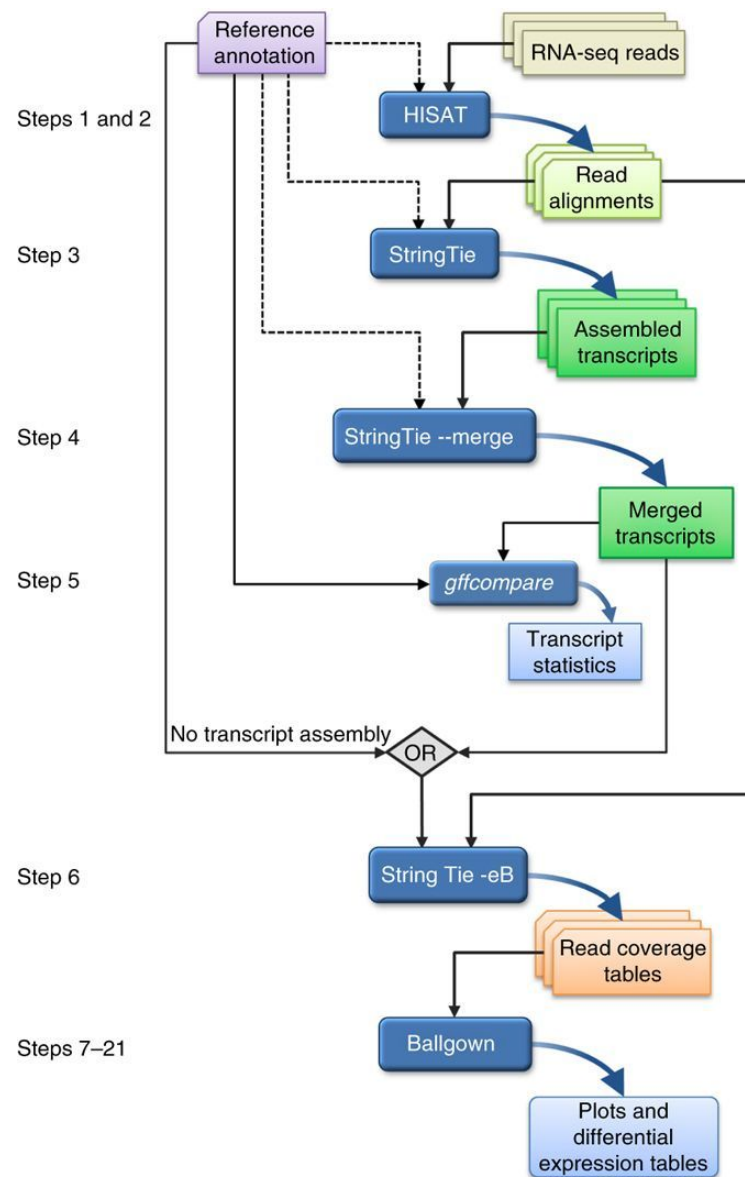 Reference
annotation
RNA-seq reads
Steps 1 and 2
HISAT
Read
alignments
Step 3
StringTie
Assembled
transcripts
Step 4
StringTie --merge
Merged
transcripts
Step 5
gffcompare
Transcript
statistics
No transcript assembly
OR
Step 6
String Tie -eB
Read coverage
tables
Steps 7–21
Ballgown
Plots and
differential
expression tables